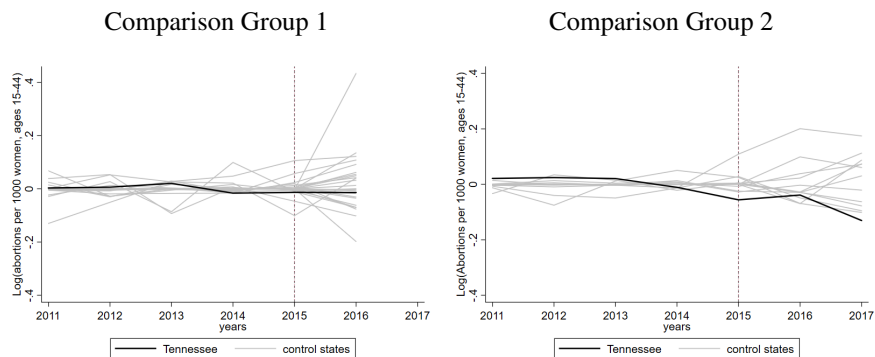 Comparison Group 1
Log(abortions per 1000 women, ages 15-44)
.4
.2
0
-.2
-.4
2011 2012 2013 2014 2015 2016 2017
years
Tennessee control states
Comparison Group 2
Log(Abortions per 1000 women, ages 15-44)
.4
.2
0
-.2
-.4
2011 2012 2013 2014 2015 2016 2017
years
Tennessee control states